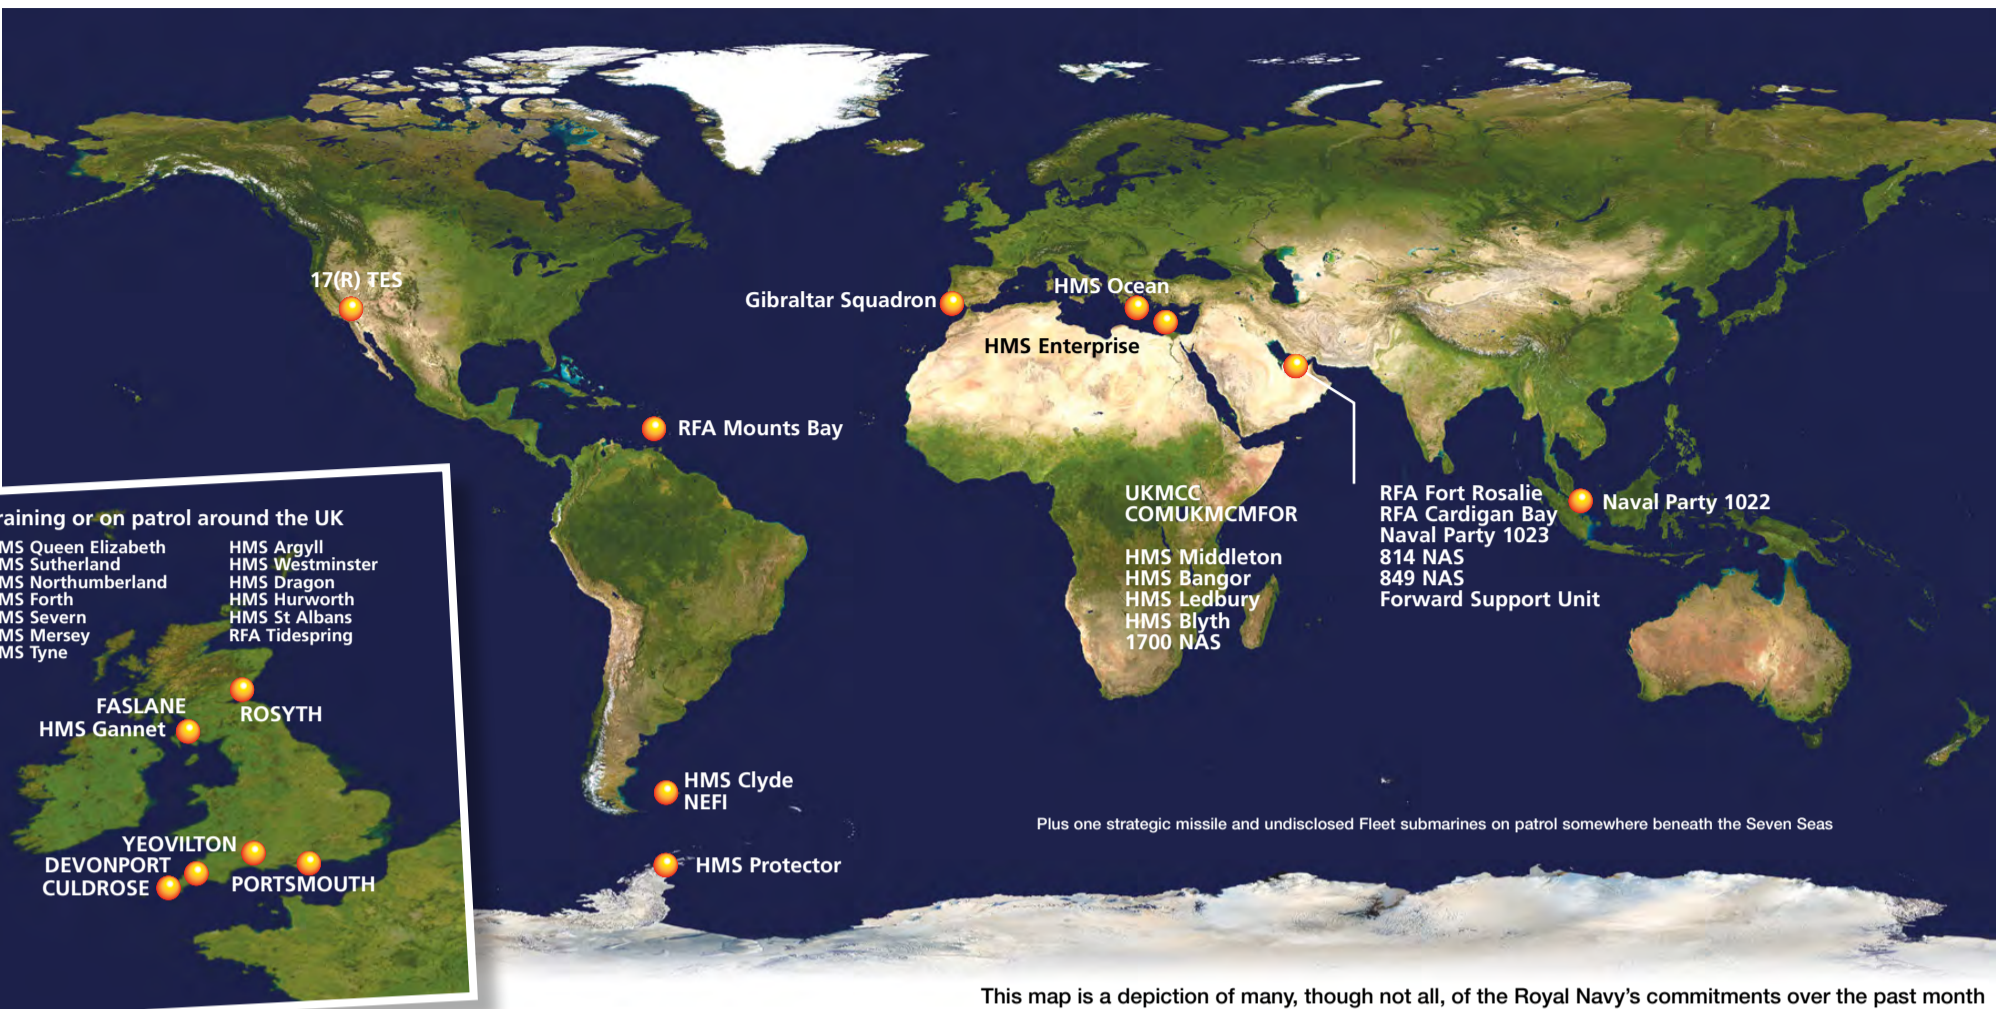 17(R) TES
Gibraltar Squadron
HMS Ocean
HMS Enterprise
RFA Mounts Bay
UKMCC
COMUKMCMFOR
HMS Middleton
HMS Bangor
HMS Ledbury
HMS Blyth
1700 NAS
RFA Fort Rosalie
RFA Cardigan Bay
Naval Party 1023
814 NAS
849 NAS
Forward Support Unit
Naval Party 1022
raining or on patrol around the UK
MS Queen Elizabeth
MS Sutherland
MS Northumberland
MS Forth
MS Severn
MS Mersey
MS Tyne
HMS Argyll
HMS Westminster
HMS Dragon
HMS Hurworth
HMS St Albans
RFA Tidespring
FASLANE
HMS Gannet
ROSYTH
YEOVILTON
DEVONPORT
CULDROSE
PORTSMOUTH
HMS Clyde
NEFI
HMS Protector
Plus one strategic missile and undisclosed Fleet submarines on patrol somewhere beneath the Seven Seas
This map is a depiction of many, though not all, of the Royal Navy's commitments over the past month